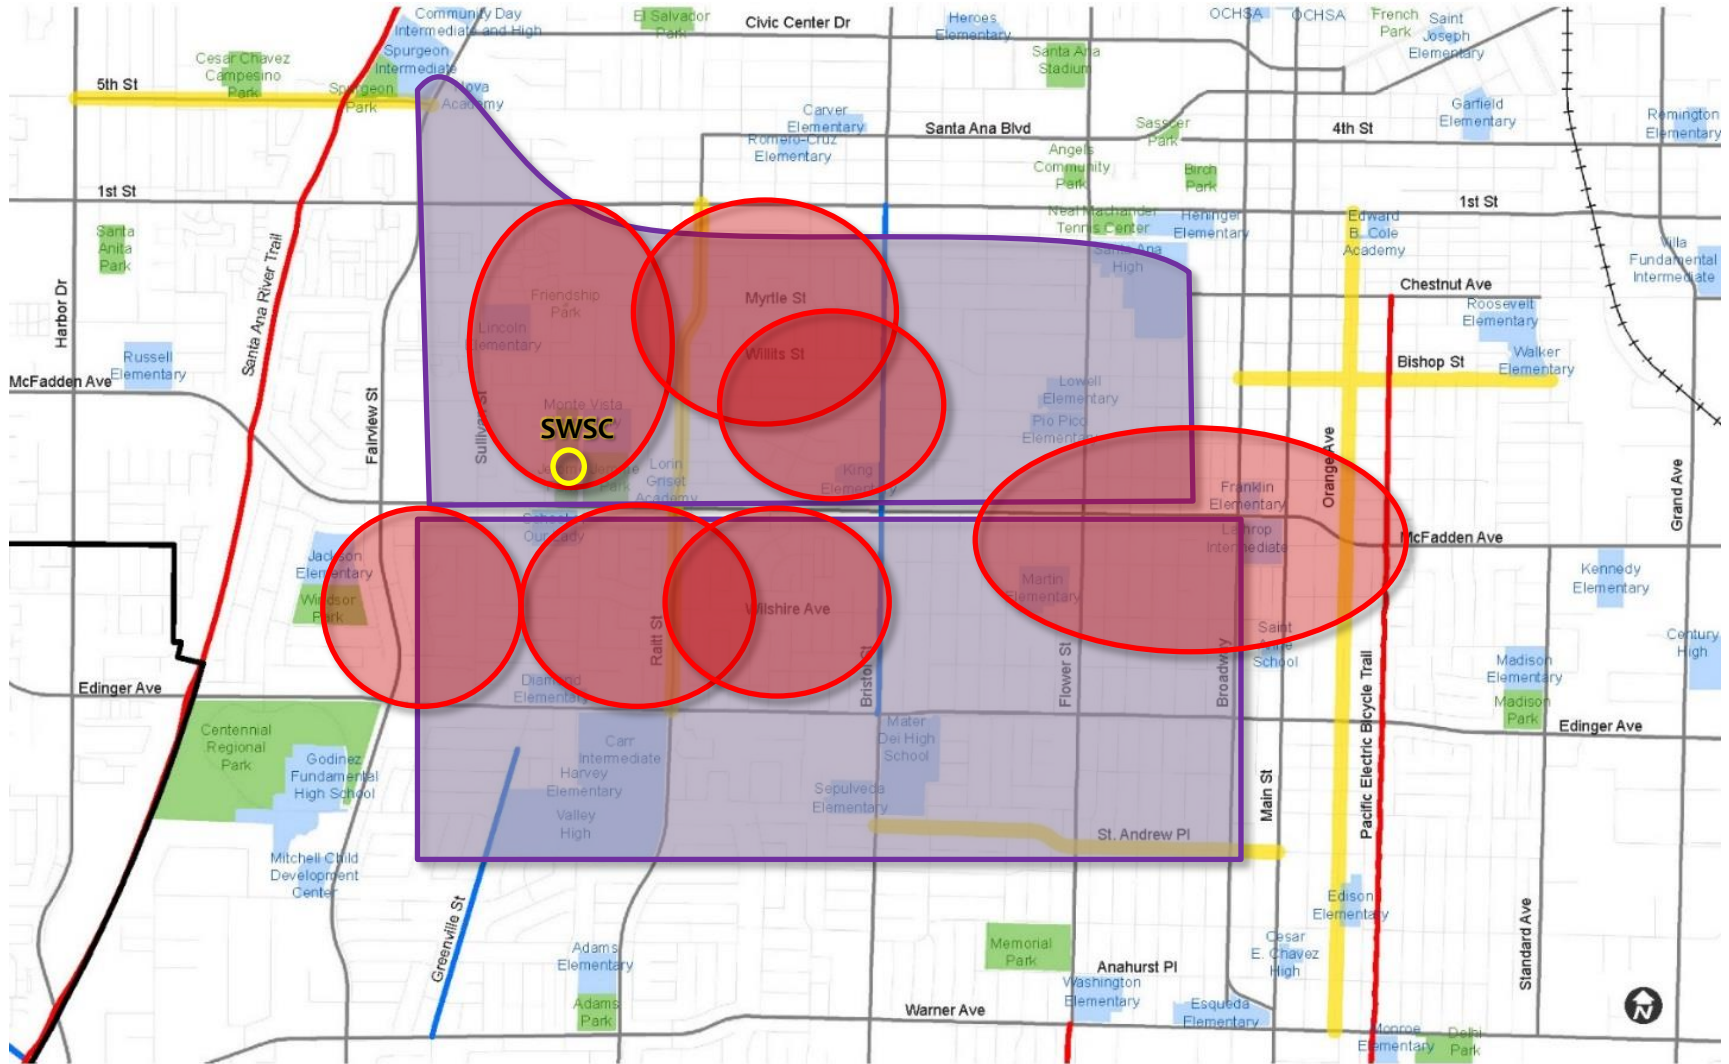 Community Day
Intermediate and High
Spurgeon
Intermediate
El Salvador
Park
Civic Center Dr
Heroes
Elementary
OCHSA
OCHSA
French
Park
Saint
Joseph
Elementary
Cesar Chavez
Campesino
Park
Santa Ana
Stadium
5th St
Spurgeon
Park
Nova
Academy
Carver
Elementary
Romero-Cruz
Elementary
Santa Ana Blvd
Sasscer
Park
4th St
Garfield
Elementary
Remington
Elementary
Angels
Community
Park
Birch
Park
1st St
1st St
Neal Machander
Tennis Center
Heninger
Elementary
Edward
B. Cole
Academy
Santa
Anita
Park
Santa Ana
High
Villa
Fundamental
Intermediate
Harbor Dr
Santa Ana River Trail
Friendship
Park
Myrtle St
Chestnut Ave
Roosevelt
Elementary
Lincoln
Elementary
Russell
Elementary
Willits St
Bishop St
Walker
Elementary
McFadden Ave
Fairview St
Sullivan St
Monte Vista
SWSC
Lowell
Elementary
Pio Pico
Elementary
Lorin
Griset
Academy
Park
King
Elementary
Franklin
Elementary
Orange Ave
Grand Ave
School
Our Lady
Lathrop
Intermediate
McFadden Ave
Jackson
Elementary
Windsor
Park
Martin
Elementary
Kennedy
Elementary
Wilshire Ave
Raitt St
Bristol St
Flower St
Broadway
Saint
Anne
School
Century
High
Madison
Elementary
Madison
Park
Edinger Ave
Diamond
Elementary
Edinger Ave
Centennial
Regional
Park
Godinez
Fundamental
High School
Carr
Intermediate
Harvey
Elementary
Valley
High
Mater
Dei High
School
Sepulveda
Elementary
St. Andrew Pl
Main St
Pacific Electric Bicycle Trail
Mitchell Child
Development
Center
Greenville St
Edison
Elementary
Standard Ave
Adams
Elementary
Adams
Park
Memorial
Park
Anahurst Pl
Washington
Elementary
Cesar
E. Chavez
High
Warner Ave
Esqueda
Elementary
Monroe
Elementary
Delhi
Park
N